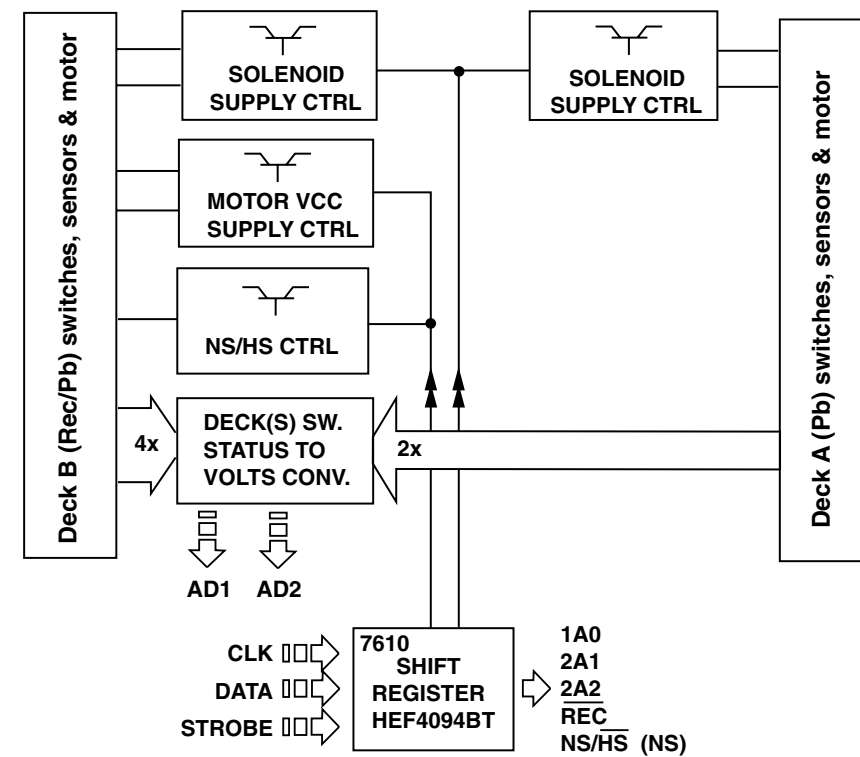 Deck B (Rec/Pb) switches, sensors & motor
SOLENOID
SUPPLY CTRL
SOLENOID
SUPPLY CTRL
MOTOR VCC
SUPPLY CTRL
NS/HS CTRL
4x
DECK(S) SW.
STATUS TO
VOLTS CONV.
2x
Deck A (Pb) switches, sensors & motor
AD1
AD2
CLK
DATA
STROBE
7610
SHIFT
REGISTER
HEF4094BT
1A0
2A1
2A2
REC
NS/HS (NS)